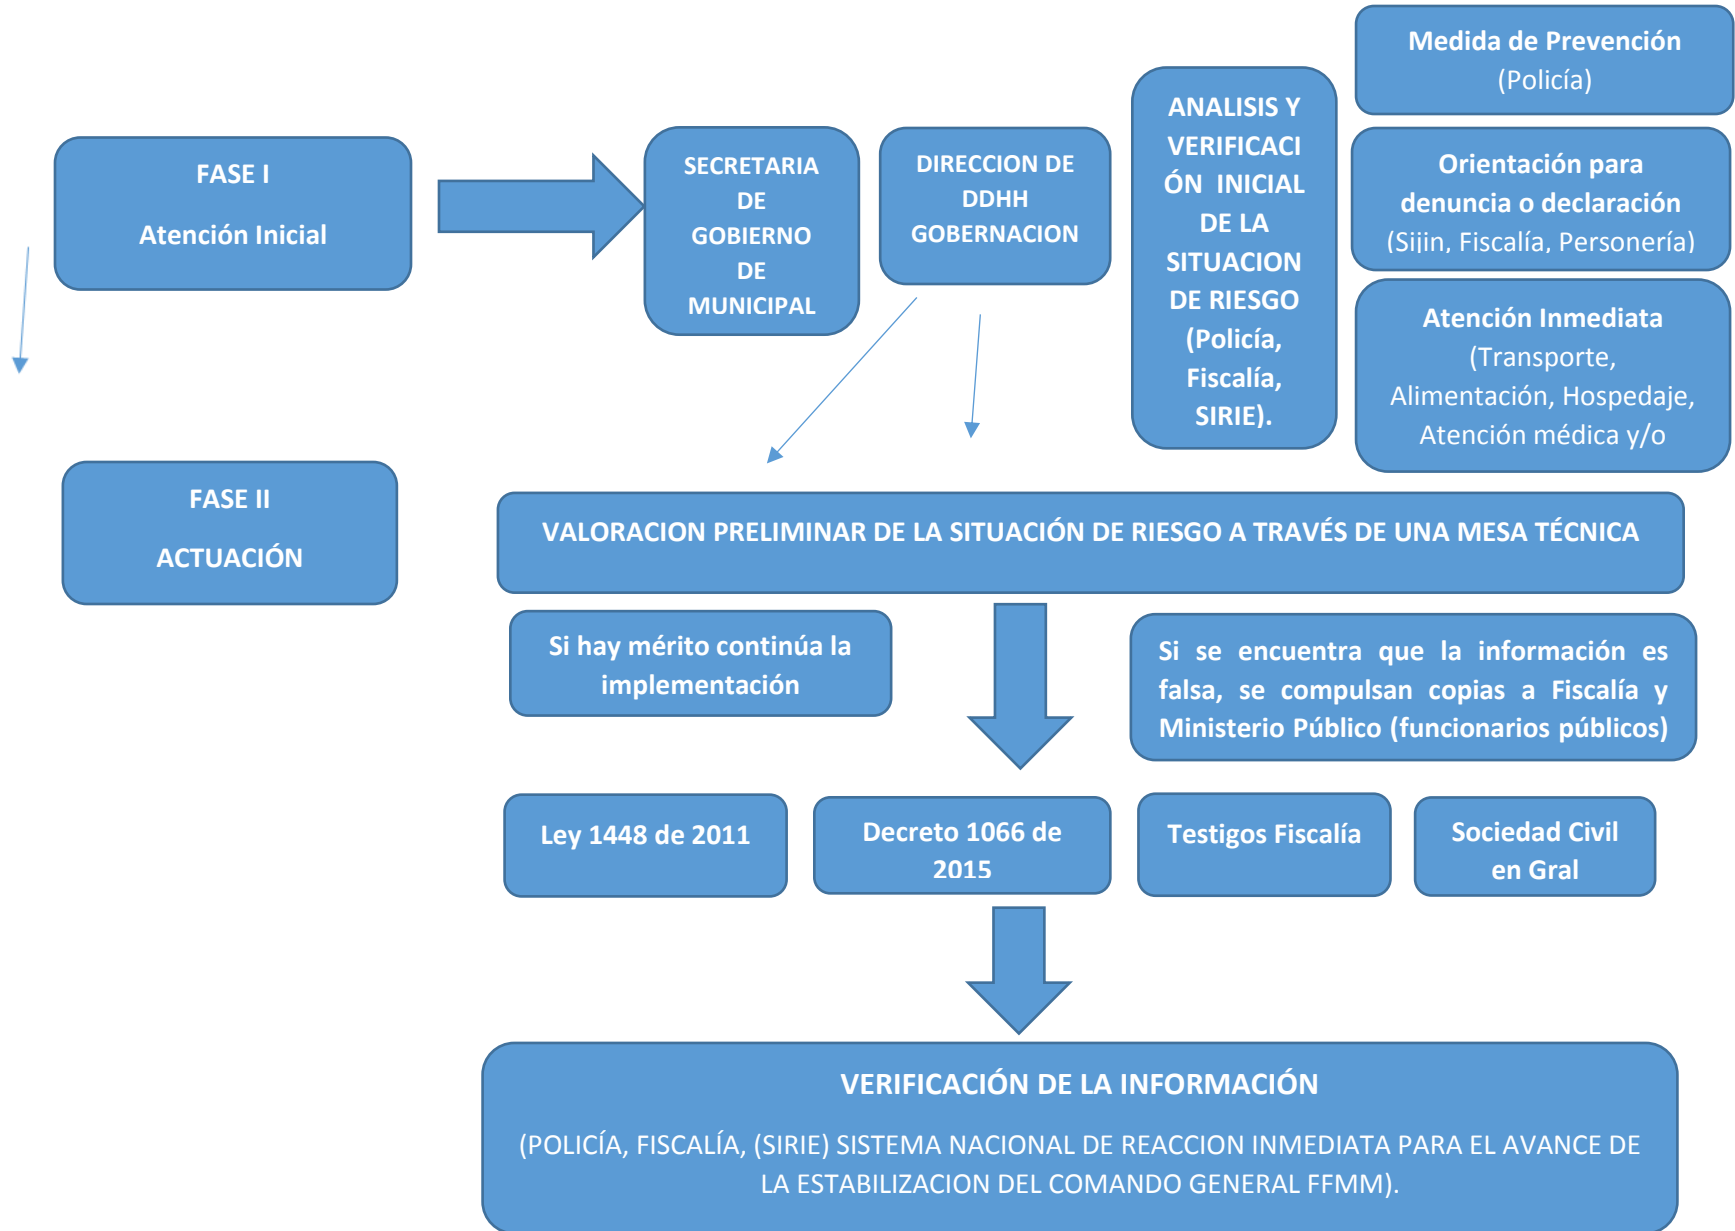 FASE I
Atención Inicial
SECRETARIA
DE
GOBIERNO
DE
MUNICIPAL
DIRECCION DE
DDHH
GOBERNACION
ANALISIS Y
VERIFICACI
ÓN INICIAL
DE LA
SITUACION
DE RIESGO
(Policía,
Fiscalía,
SIRIE).
Medida de Prevención
(Policía)
Orientación para
denuncia o declaración
(Sijin, Fiscalía, Personería)
Atención Inmediata
(Transporte,
Alimentación, Hospedaje,
Atención médica y/o
FASE II
ACTUACIÓN
VALORACION PRELIMINAR DE LA SITUACIÓN DE RIESGO A TRAVÉS DE UNA MESA TÉCNICA
Si hay mérito continúa la
implementación
Si se encuentra que la información es
falsa, se compulsan copias a Fiscalía y
Ministerio Público (funcionarios públicos)
Ley 1448 de 2011
Decreto 1066 de
2015
Testigos Fiscalía
Sociedad Civil
en Gral
VERIFICACIÓN DE LA INFORMACIÓN
(POLICÍA, FISCALÍA, (SIRIE) SISTEMA NACIONAL DE REACCION INMEDIATA PARA EL AVANCE DE
LA ESTABILIZACION DEL COMANDO GENERAL FFMM).